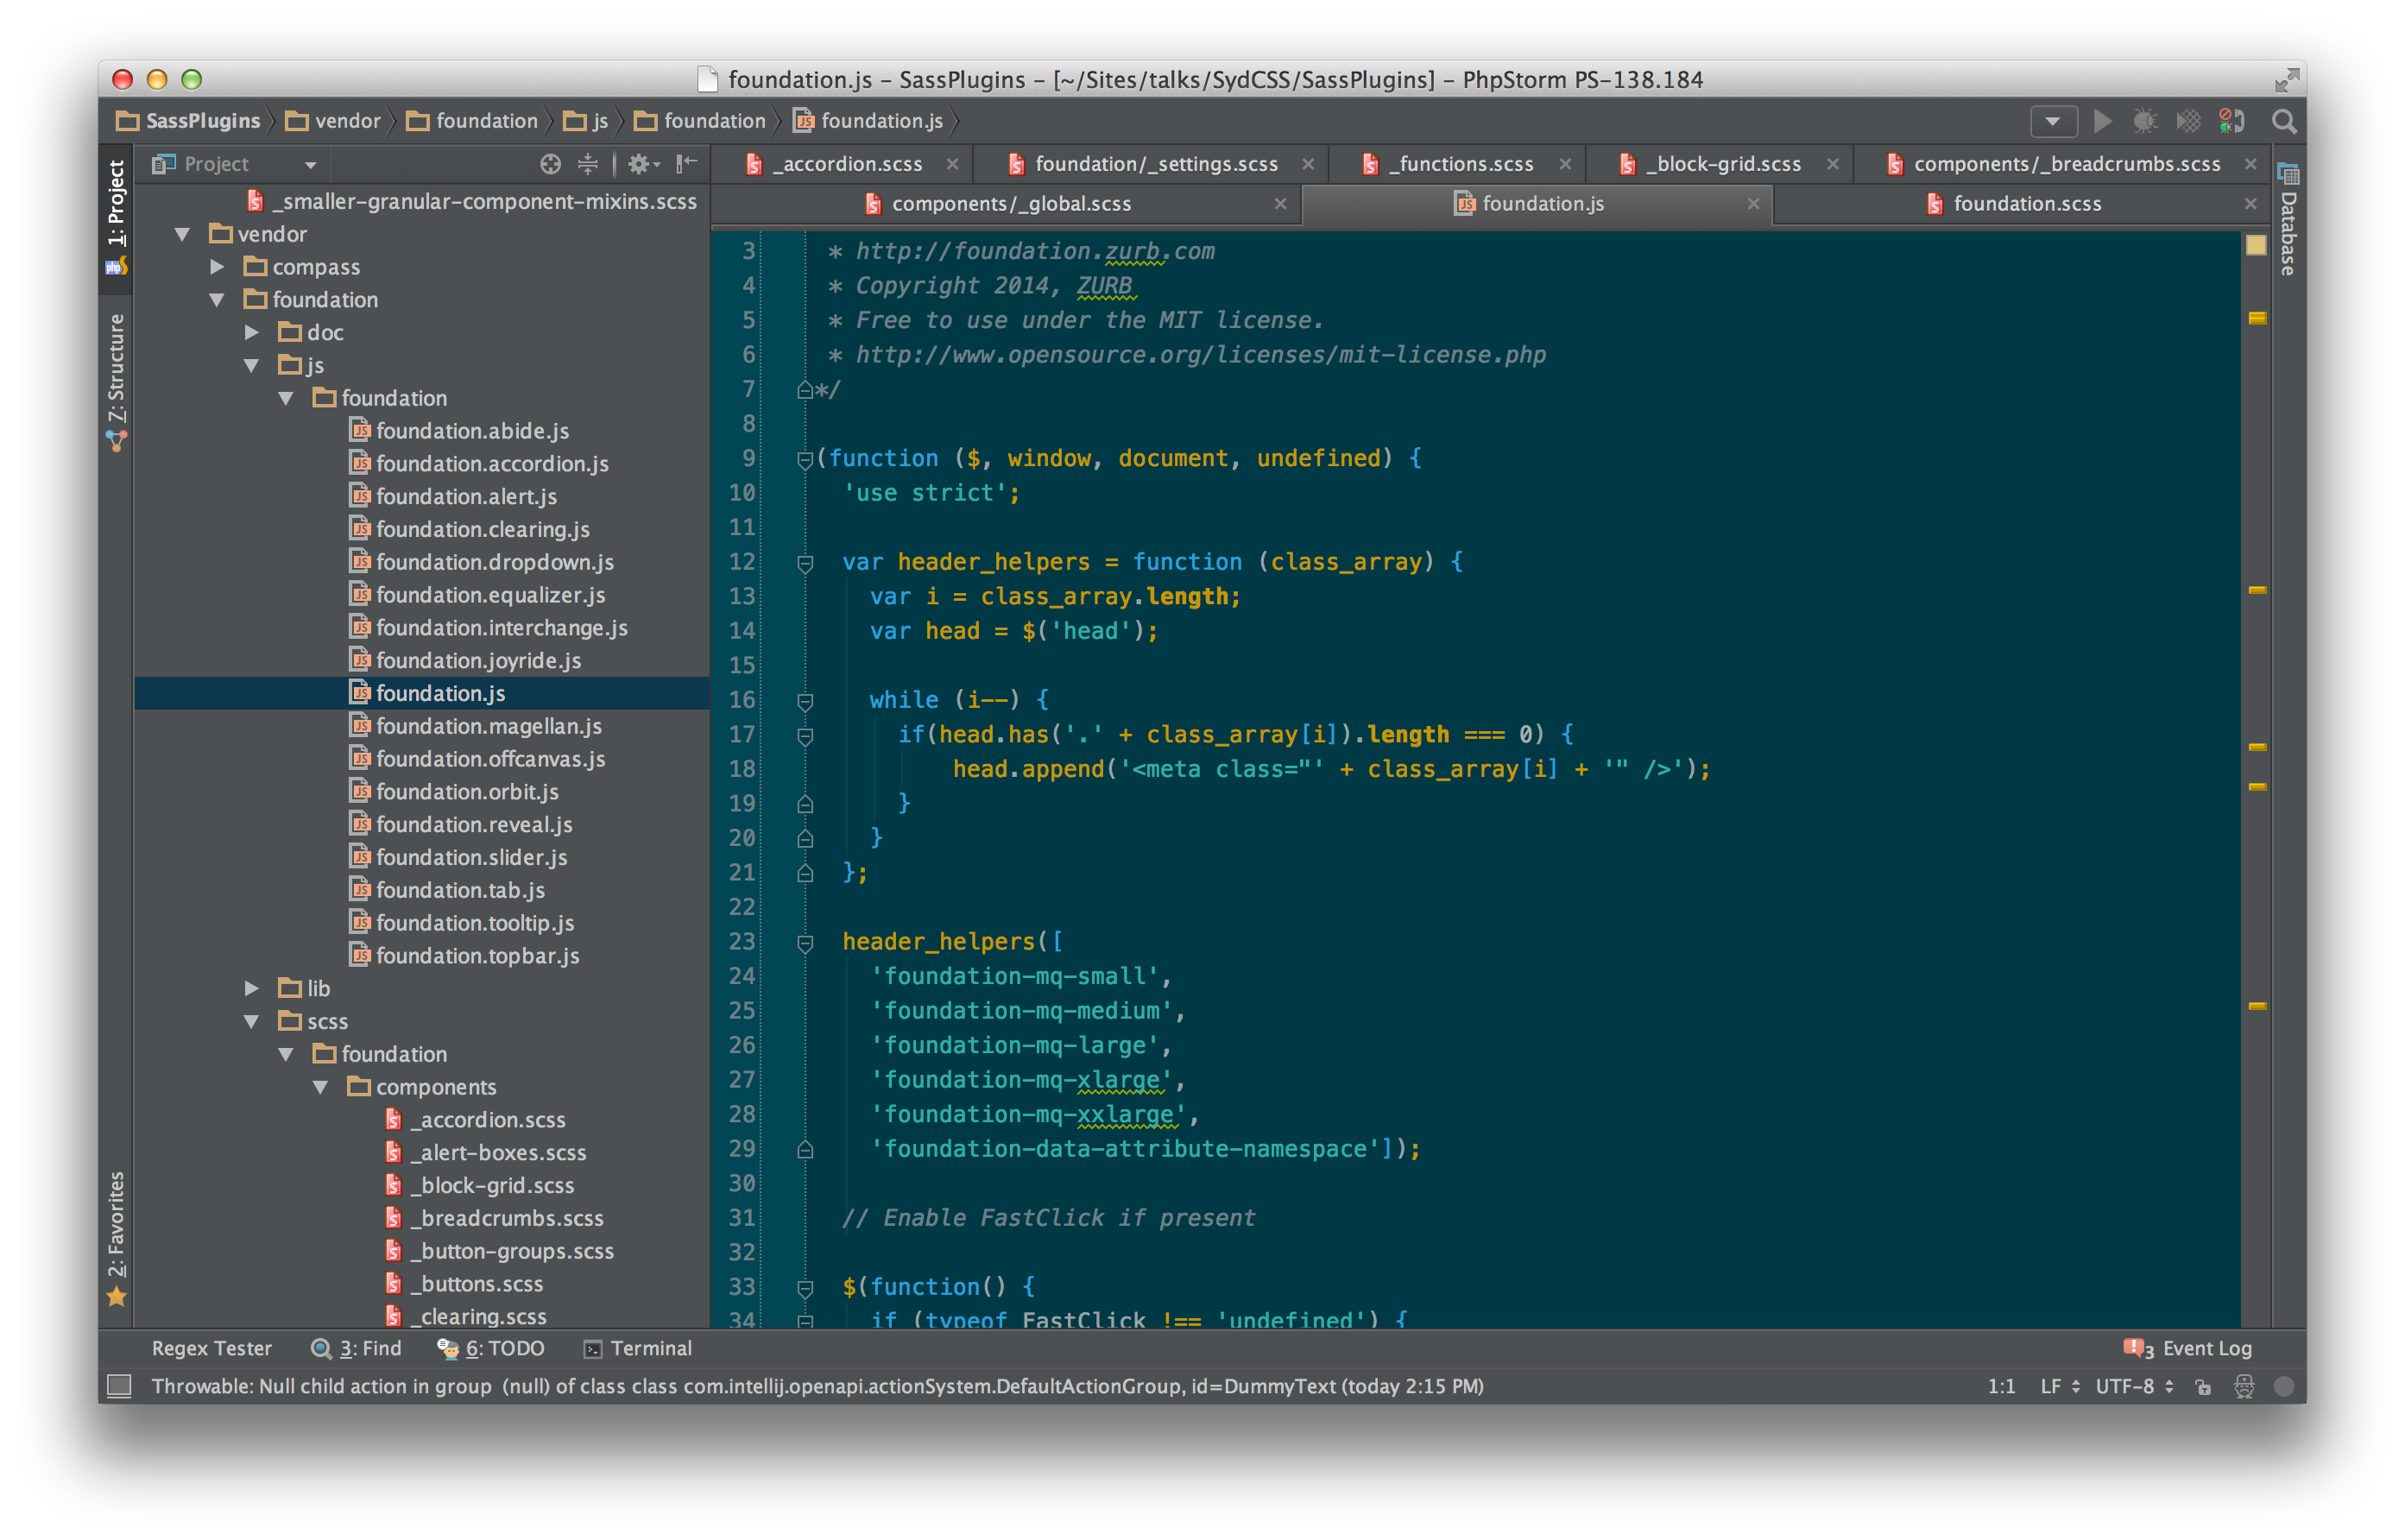 foundation.js – SassPlugins – [~/Sites/talks/SydCSS/SassPlugins] – PhpStorm PS-138.184
SassPlugins vendor foundation js foundation foundation.js
1: Project
7: Structure
2: Favorites
Project
_smaller-granular-component-mixins.scss
vendor
compass
foundation
doc
js
foundation
foundation.abide.js
foundation.accordion.js
foundation.alert.js
foundation.clearing.js
foundation.dropdown.js
foundation.equalizer.js
foundation.interchange.js
foundation.joyride.js
foundation.js
foundation.magellan.js
foundation.offcanvas.js
foundation.orbit.js
foundation.reveal.js
foundation.slider.js
foundation.tab.js
foundation.tooltip.js
foundation.topbar.js
lib
scss
foundation
components
_accordion.scss
_alert-boxes.scss
_block-grid.scss
_breadcrumbs.scss
_button-groups.scss
_buttons.scss
_clearing.scss
_accordion.scss foundation/_settings.scss _functions.scss _block-grid.scss components/_breadcrumbs.scss
components/_global.scss foundation.js foundation.scss
3 * http://foundation.zurb.com
4 * Copyright 2014, ZURB
5 * Free to use under the MIT license.
6 * http://www.opensource.org/licenses/mit-license.php
7 */
8
9 (function ($, window, document, undefined) {
10 'use strict';
11
12 var header_helpers = function (class_array) {
13 var i = class_array.length;
14 var head = $('head');
15
16 while (i--) {
17 if(head.has('.' + class_array[i]).length === 0) {
18 head.append('<meta class="' + class_array[i] + '" />');
19 }
20 }
21 };
22
23 header_helpers([
24 'foundation-mq-small',
25 'foundation-mq-medium',
26 'foundation-mq-large',
27 'foundation-mq-xlarge',
28 'foundation-mq-xxlarge',
29 'foundation-data-attribute-namespace']);
30
31 // Enable FastClick if present
32
33 $(function() {
34 if (typeof FastClick !== 'undefined') {
Database
Regex Tester 3: Find 6: TODO Terminal 3 Event Log
Throwable: Null child action in group (null) of class class com.intellij.openapi.actionSystem.DefaultActionGroup, id=DummyText (today 2:15 PM) 1:1 LF UTF-8